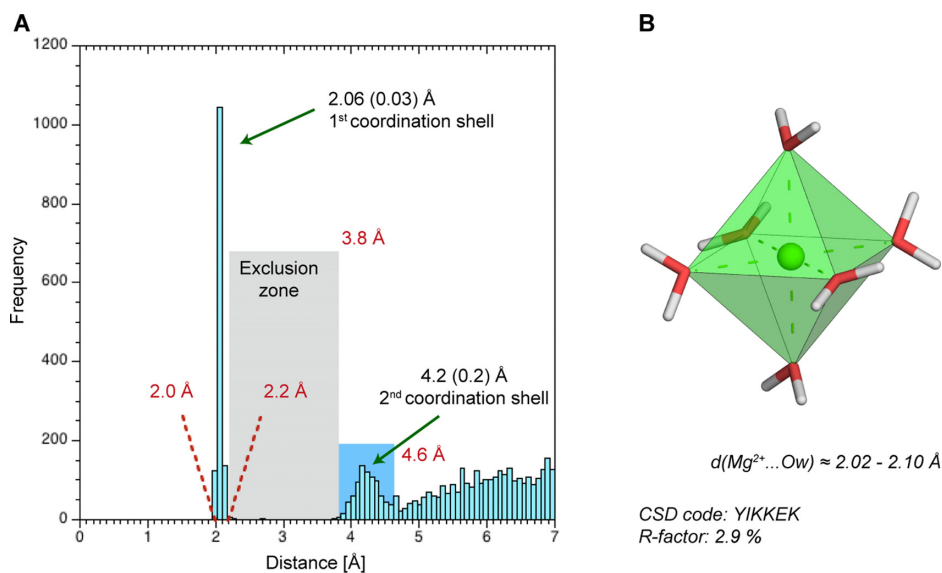 A
B
1200
1000
800
600
400
200
0
Frequency
2.06 (0.03) Å
1st coordination shell
3.8 Å
Exclusion
zone
4.2 (0.2) Å
2nd coordination shell
2.0 Å
2.2 Å
4.6 Å
0 1 2 3 4 5 6 7
Distance [Å]
d(Mg2+...Ow) ≈ 2.02 - 2.10 Å
CSD code: YIKKEK
R-factor: 2.9 %